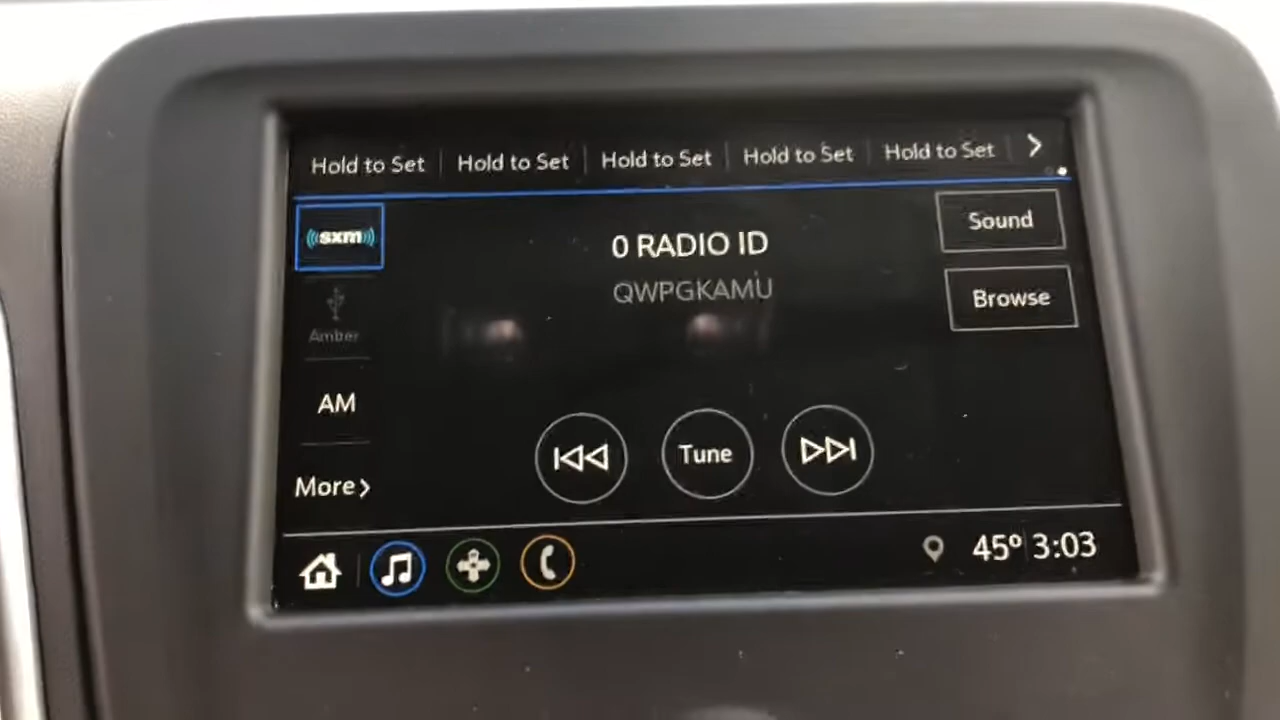 Hold to Set Hold to Set Hold to Set Hold to Set Hold to Set
sxm
0 RADIO ID
QWPGKAMU
Sound
Browse
Amber
AM
More
Tune
45° 3:03